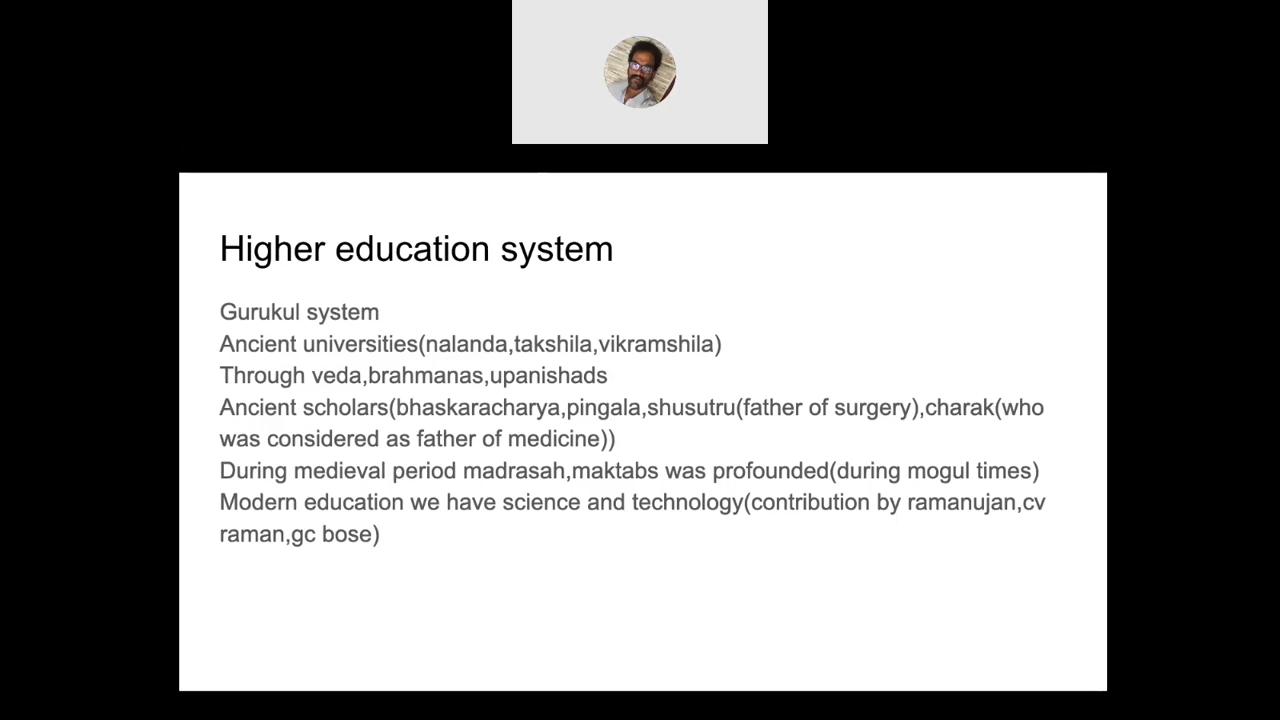 Higher education system
Gurukul system
Ancient universities(nalanda,takshila,vikramshila)
Through veda,brahmanas,upanishads
Ancient scholars(bhaskaracharya,pingala,shusutru(father of surgery),charak(who
was considered as father of medicine))
During medieval period madrasah,maktabs was profounded(during mogul times)
Modern education we have science and technology(contribution by ramanujan,cv
raman,gc bose)